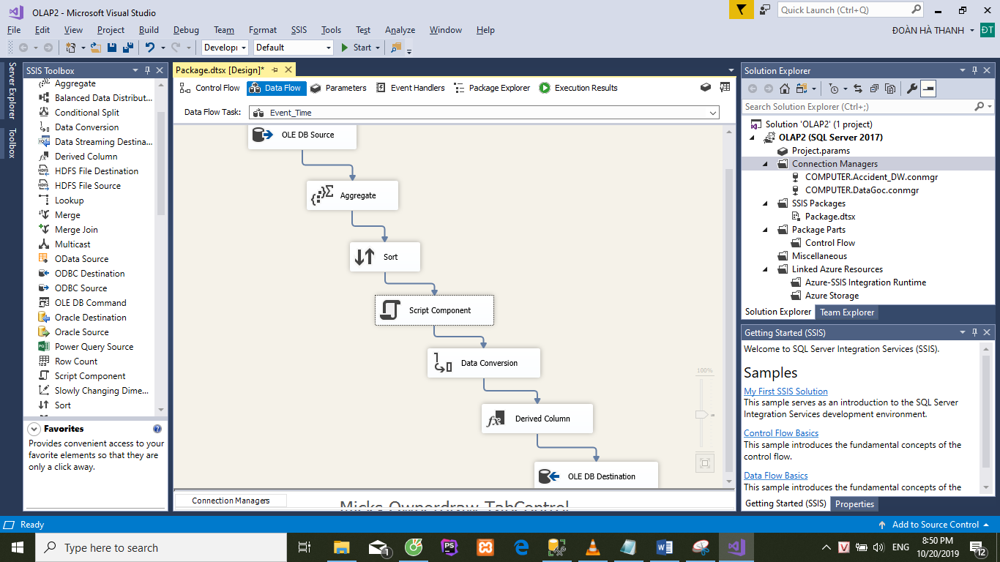 OLAP2 - Microsoft Visual Studio
Quick Launch (Ctrl+Q)
File Edit View Project Build Debug Team Format SSIS Tools Test Analyze Window Help
ĐOÀN HÀ THANH ĐT
Develop Default Start
Server Explorer
Toolbox
SSIS Toolbox
Aggregate
Balanced Data Distribut...
Conditional Split
Data Conversion
Data Streaming Destina...
Derived Column
HDFS File Destination
HDFS File Source
Lookup
Merge
Merge Join
Multicast
OData Source
ODBC Destination
ODBC Source
OLE DB Command
Oracle Destination
Oracle Source
Power Query Source
Row Count
Script Component
Slowly Changing Dime...
Sort
Favorites
Provides convenient access to your
favorite elements so that they are
only a click away.
Package.dtsx [Design]*
Control Flow Data Flow Parameters Event Handlers Package Explorer Execution Results
Data Flow Task: Event_Time
OLE DB Source
Aggregate
Sort
Script Component
Data Conversion
Derived Column
OLE DB Destination
100%
Connection Managers
Micks Ownerdraw TabControl
Solution Explorer
Search Solution Explorer (Ctrl+;)
Solution 'OLAP2' (1 project)
OLAP2 (SQL Server 2017)
Project.params
Connection Managers
COMPUTER.Accident_DW.conmgr
COMPUTER.DataGoc.conmgr
SSIS Packages
Package.dtsx
Package Parts
Control Flow
Miscellaneous
Linked Azure Resources
Azure-SSIS Integration Runtime
Azure Storage
Solution Explorer Team Explorer
Getting Started (SSIS)
Welcome to SQL Server Integration Services (SSIS).
Samples
My First SSIS Solution
This sample serves as an introduction to the SQL Server
Integration Services development environment.
Control Flow Basics
This sample introduces the fundamental concepts of the
control flow.
Data Flow Basics
This sample introduces the fundamental concepts of the
Getting Started (SSIS) Properties
Ready
Add to Source Control
Type here to search
1
PS
V
ENG
8:50 PM
10/20/2019
12